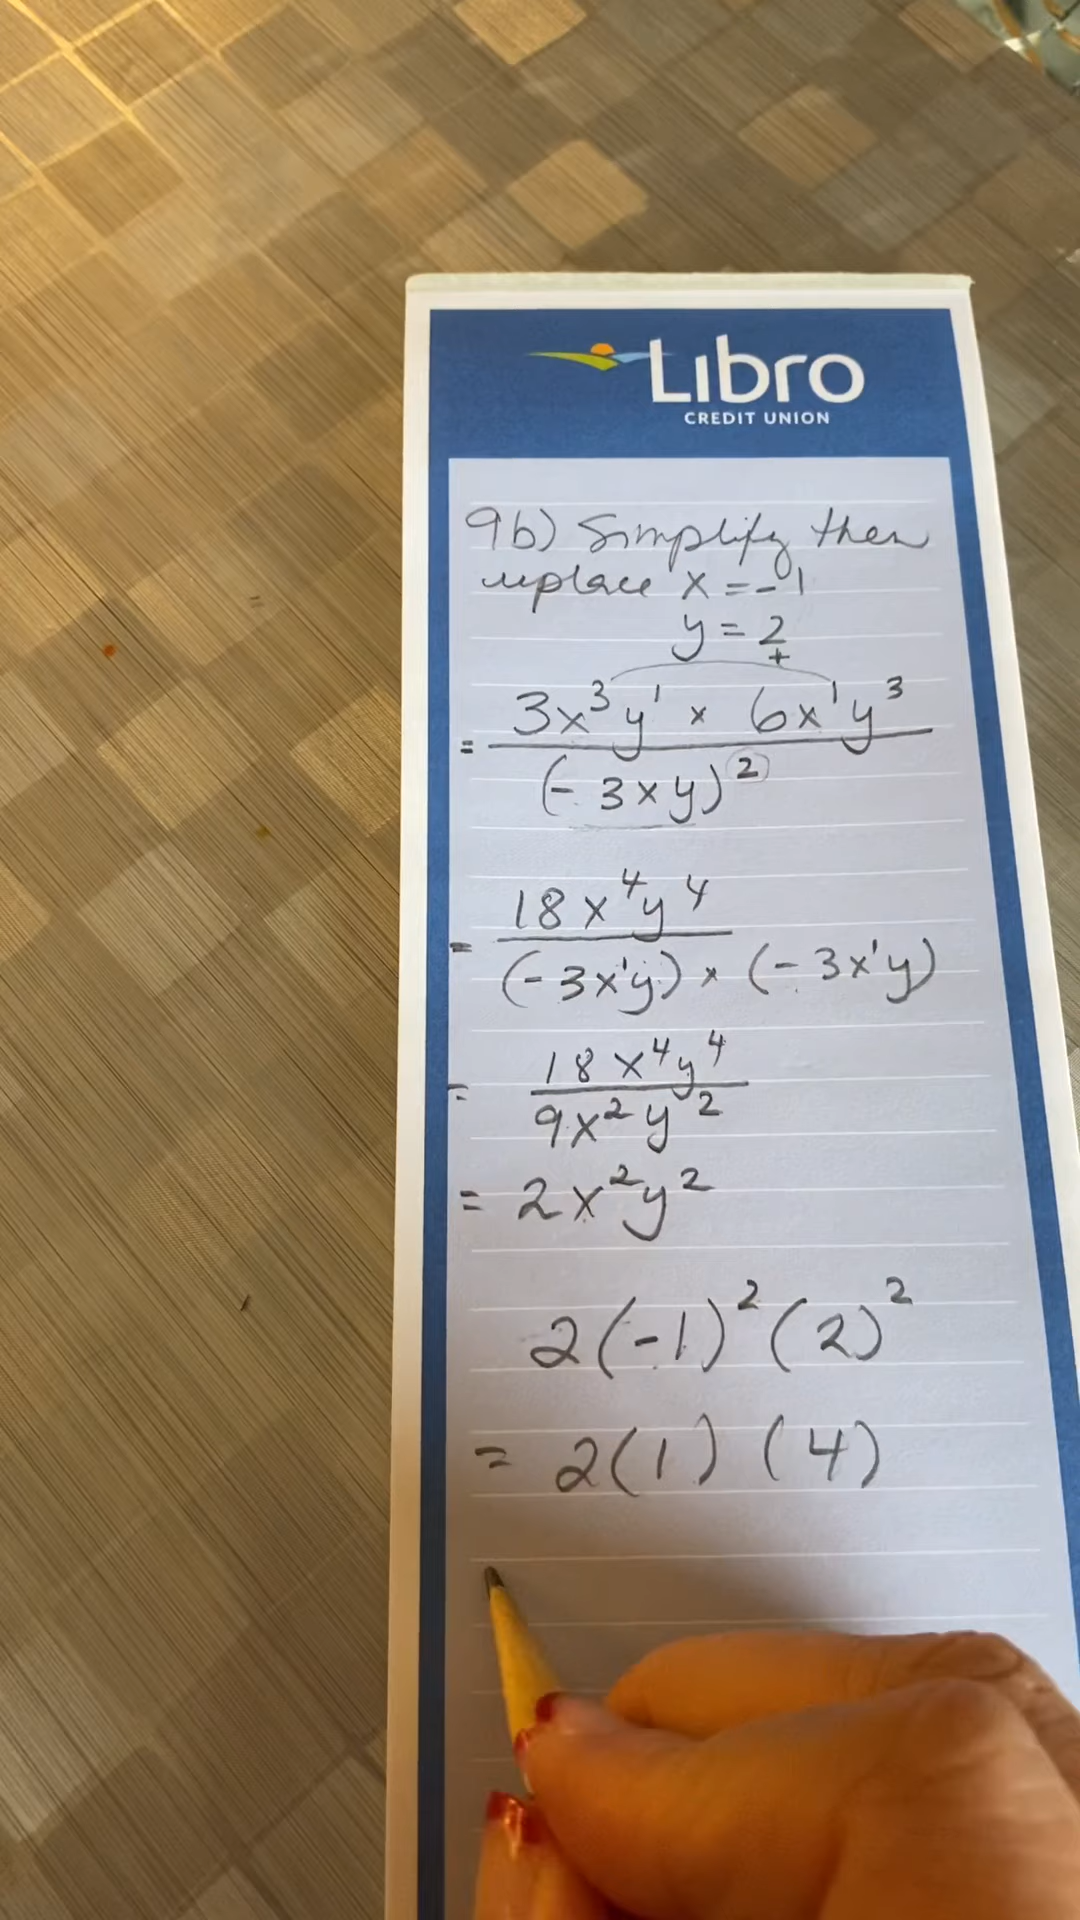 Libro
CREDIT UNION
9b) Simplify then
replace x = -1
y = 2
+
= 3x³y¹ × 6x¹y³
(-3xy)²
= 18x⁴y⁴
(-3x¹y) × (-3x¹y)
= 18x⁴y⁴
9x²y²
= 2x²y²
2(-1)²(2)²
= 2(1)(4)